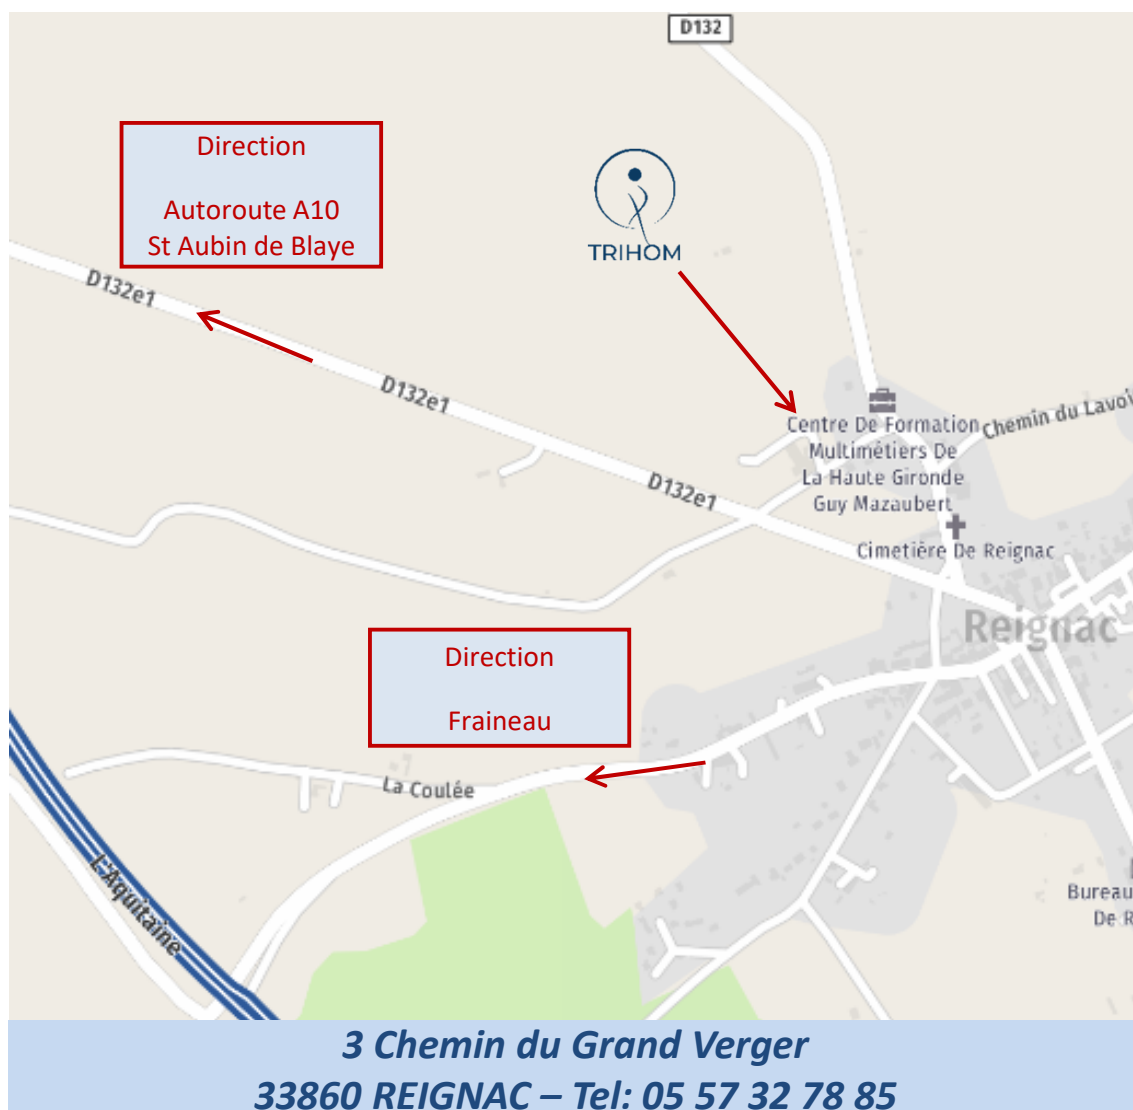 D132
Direction
Autoroute A10
St Aubin de Blaye
TRIHOM
D132e1
D132e1
D132e1
Centre De Formation
Multimétiers De
La Haute Gironde
Guy Mazaubert
Chemin du Lavoi
Cimetière De Reignac
Reignac
Direction
Fraineau
La Coulée
L'Aquitaine
Bureau
De R
3 Chemin du Grand Verger
33860 REIGNAC – Tel: 05 57 32 78 85